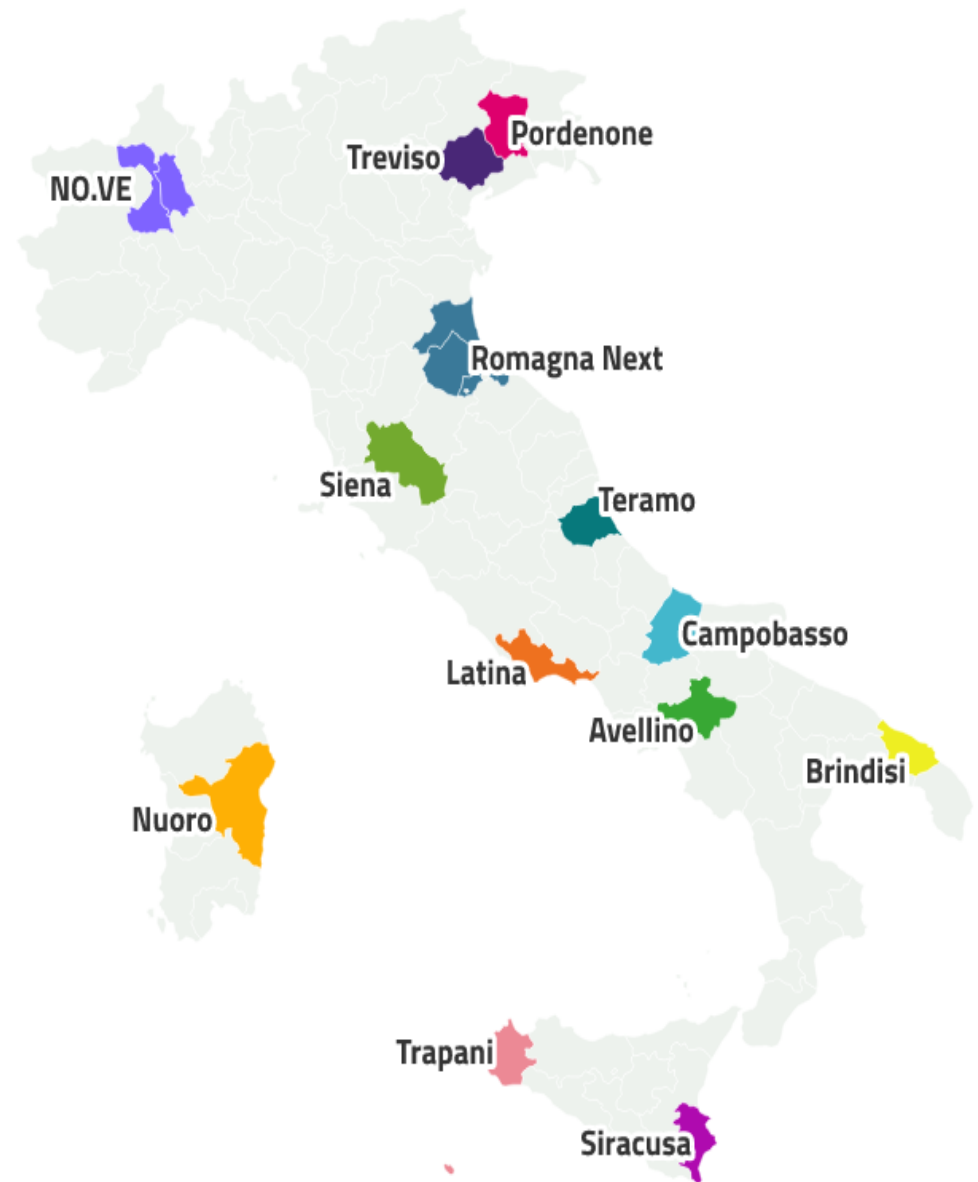 Pordenone
Treviso
NO.VE
Romagna Next
Siena
Teramo
Campobasso
Latina
Avellino
Brindisi
Nuoro
Trapani
Siracusa